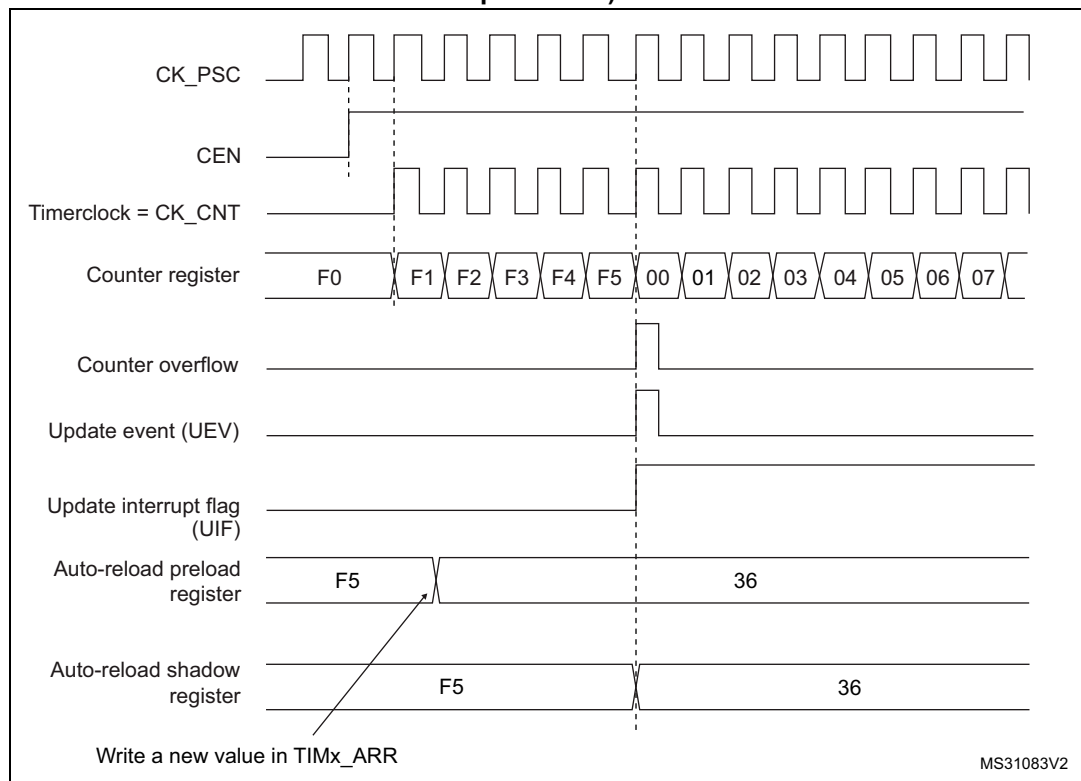 CK_PSC
CEN
Timerclock = CK_CNT
Counter register
F0 F1 F2 F3 F4 F5 00 01 02 03 04 05 06 07
Counter overflow
Update event (UEV)
Update interrupt flag
(UIF)
Auto-reload preload
register
F5 36
Auto-reload shadow
register
F5 36
Write a new value in TIMx_ARR
MS31083V2